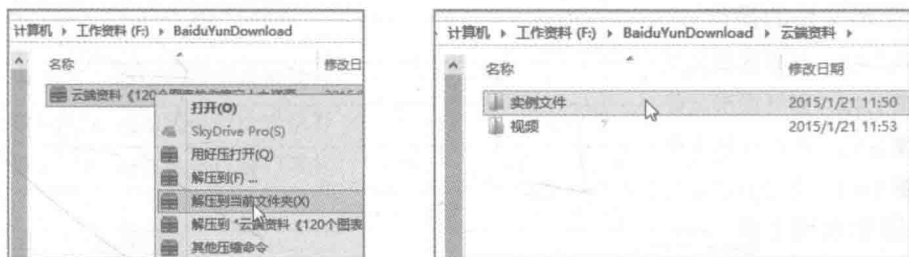 计算机 ▸ 工作资料 (F:) ▸ BaiduYunDownload
名称 修改日
云端资料《120个图表
打开(O)
SkyDrive Pro(S)
用好压打开(Q)
解压到(F) ...
解压到当前文件夹(X)
解压到 "云端资料《120个图表
其他压缩命令
计算机 ▸ 工作资料 (F:) ▸ BaiduYunDownload ▸ 云端资料 ▸
名称 修改日期
实例文件 2015/1/21 11:50
视频 2015/1/21 11:53